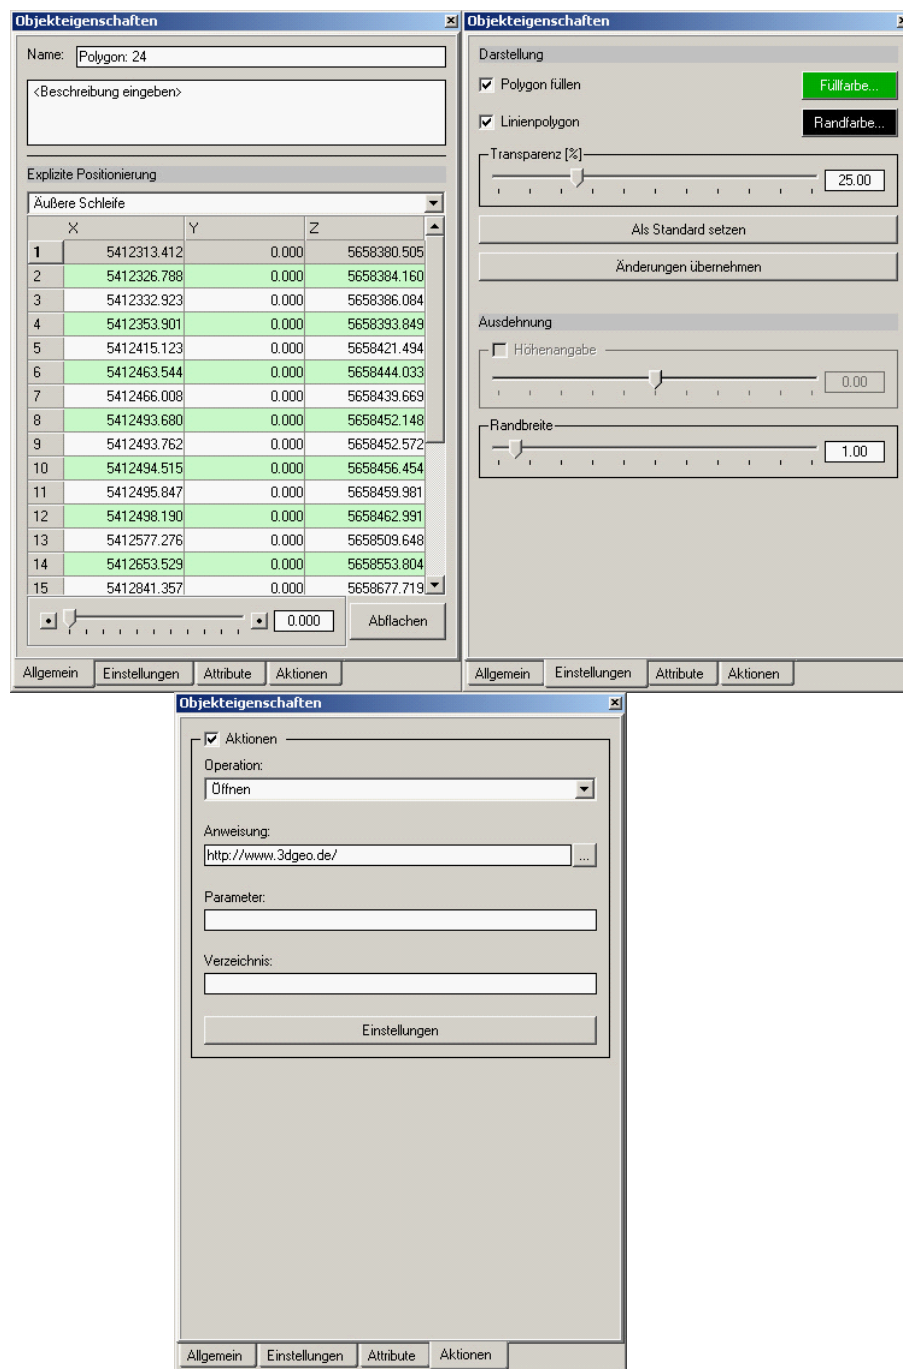 Objekteigenschaften
Name: Polygon: 24
<Beschreibung eingeben>
Explizite Positionierung
Äußere Schleife
X Y Z
1 5412313.412 0.000 5658380.505
2 5412326.788 0.000 5658384.160
3 5412332.923 0.000 5658386.084
4 5412353.901 0.000 5658393.849
5 5412415.123 0.000 5658421.494
6 5412463.544 0.000 5658444.033
7 5412466.008 0.000 5658439.669
8 5412493.680 0.000 5658452.148
9 5412493.762 0.000 5658452.572
10 5412494.515 0.000 5658456.454
11 5412495.847 0.000 5658459.981
12 5412498.190 0.000 5658462.991
13 5412577.276 0.000 5658509.648
14 5412653.529 0.000 5658553.804
15 5412841.357 0.000 5658677.719
0.000 Abflachen
Allgemein Einstellungen Attribute Aktionen
Objekteigenschaften
Darstellung
Polygon füllen Füllfarbe...
Linienpolygon Randfarbe...
Transparenz [%]
25.00
Als Standard setzen
Änderungen übernehmen
Ausdehnung
Höhenangabe
0.00
Randbreite
1.00
Allgemein Einstellungen Attribute Aktionen
Objekteigenschaften
Aktionen
Operation:
Öffnen
Anweisung:
http://www.3dgeo.de/ ...
Parameter:
Verzeichnis:
Einstellungen
Allgemein Einstellungen Attribute Aktionen